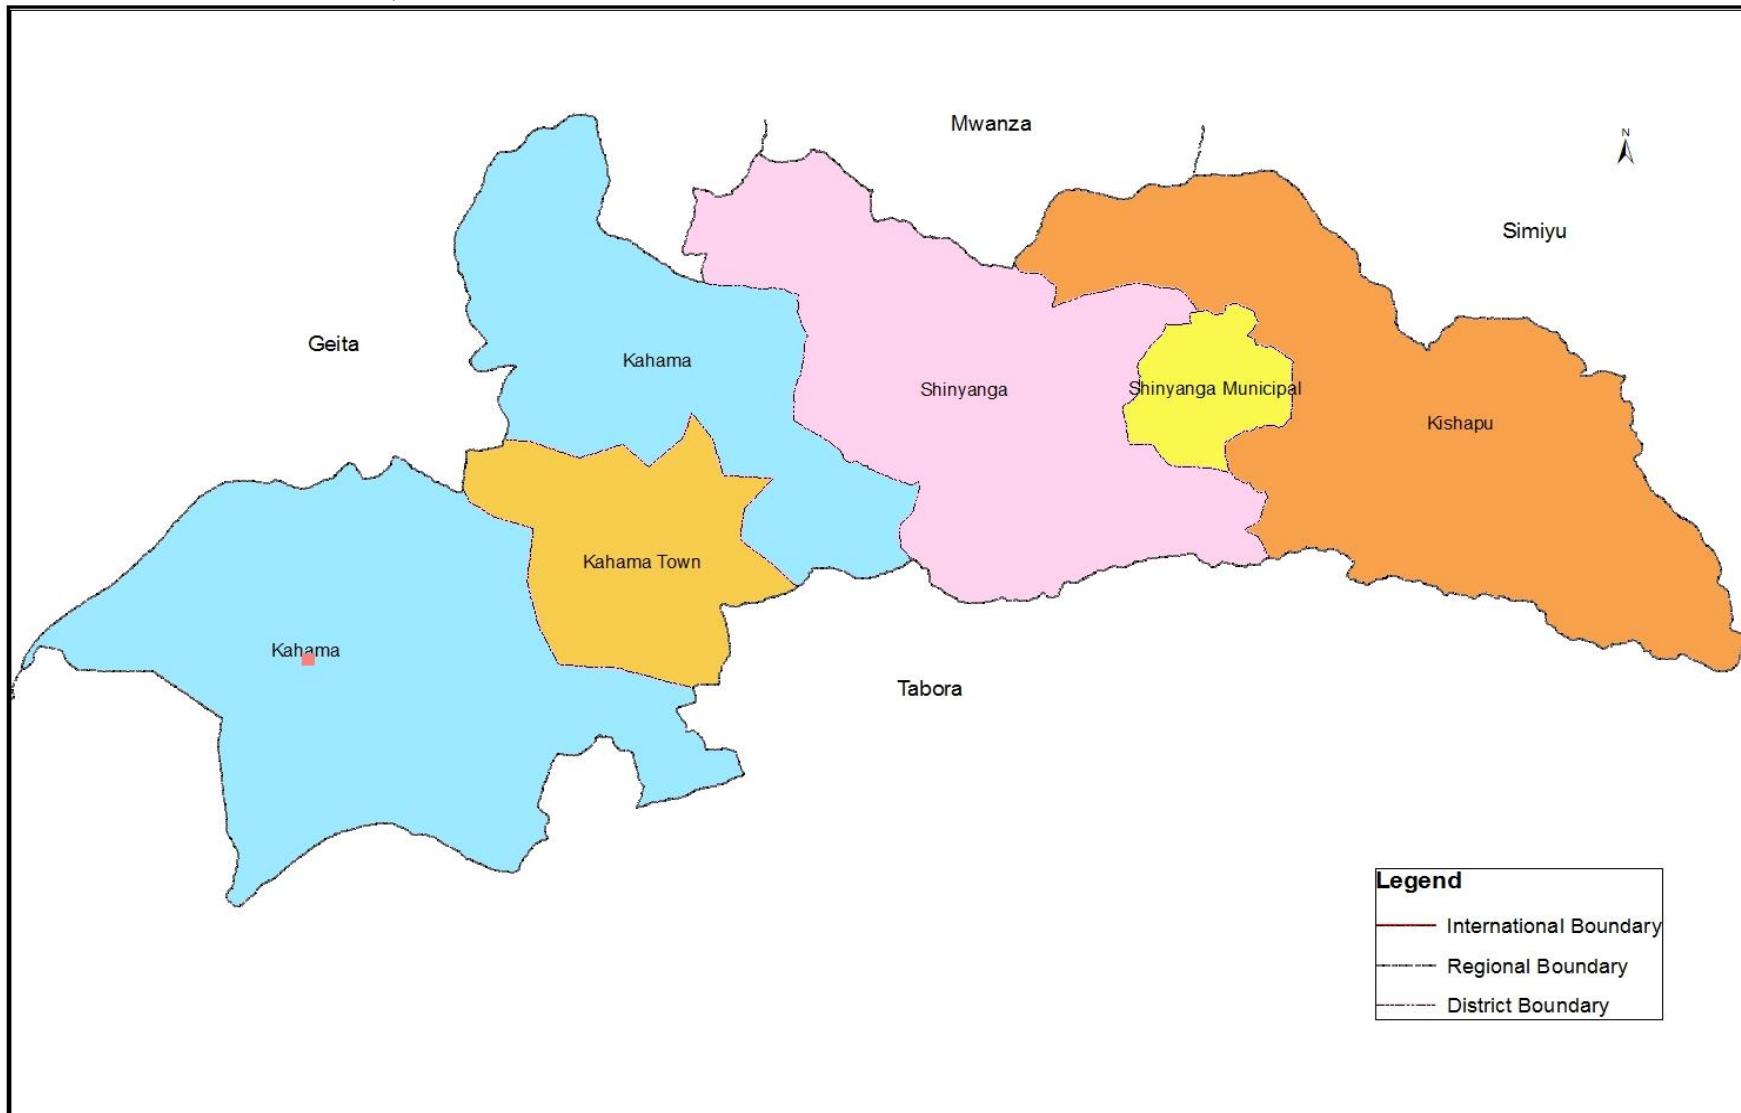 Mwanza
N
Simiyu
Geita
Kahama
Shinyanga
Shinyanga Municipal
Kishapu
Kahama Town
Kahama
Tabora
Legend
International Boundary
Regional Boundary
District Boundary